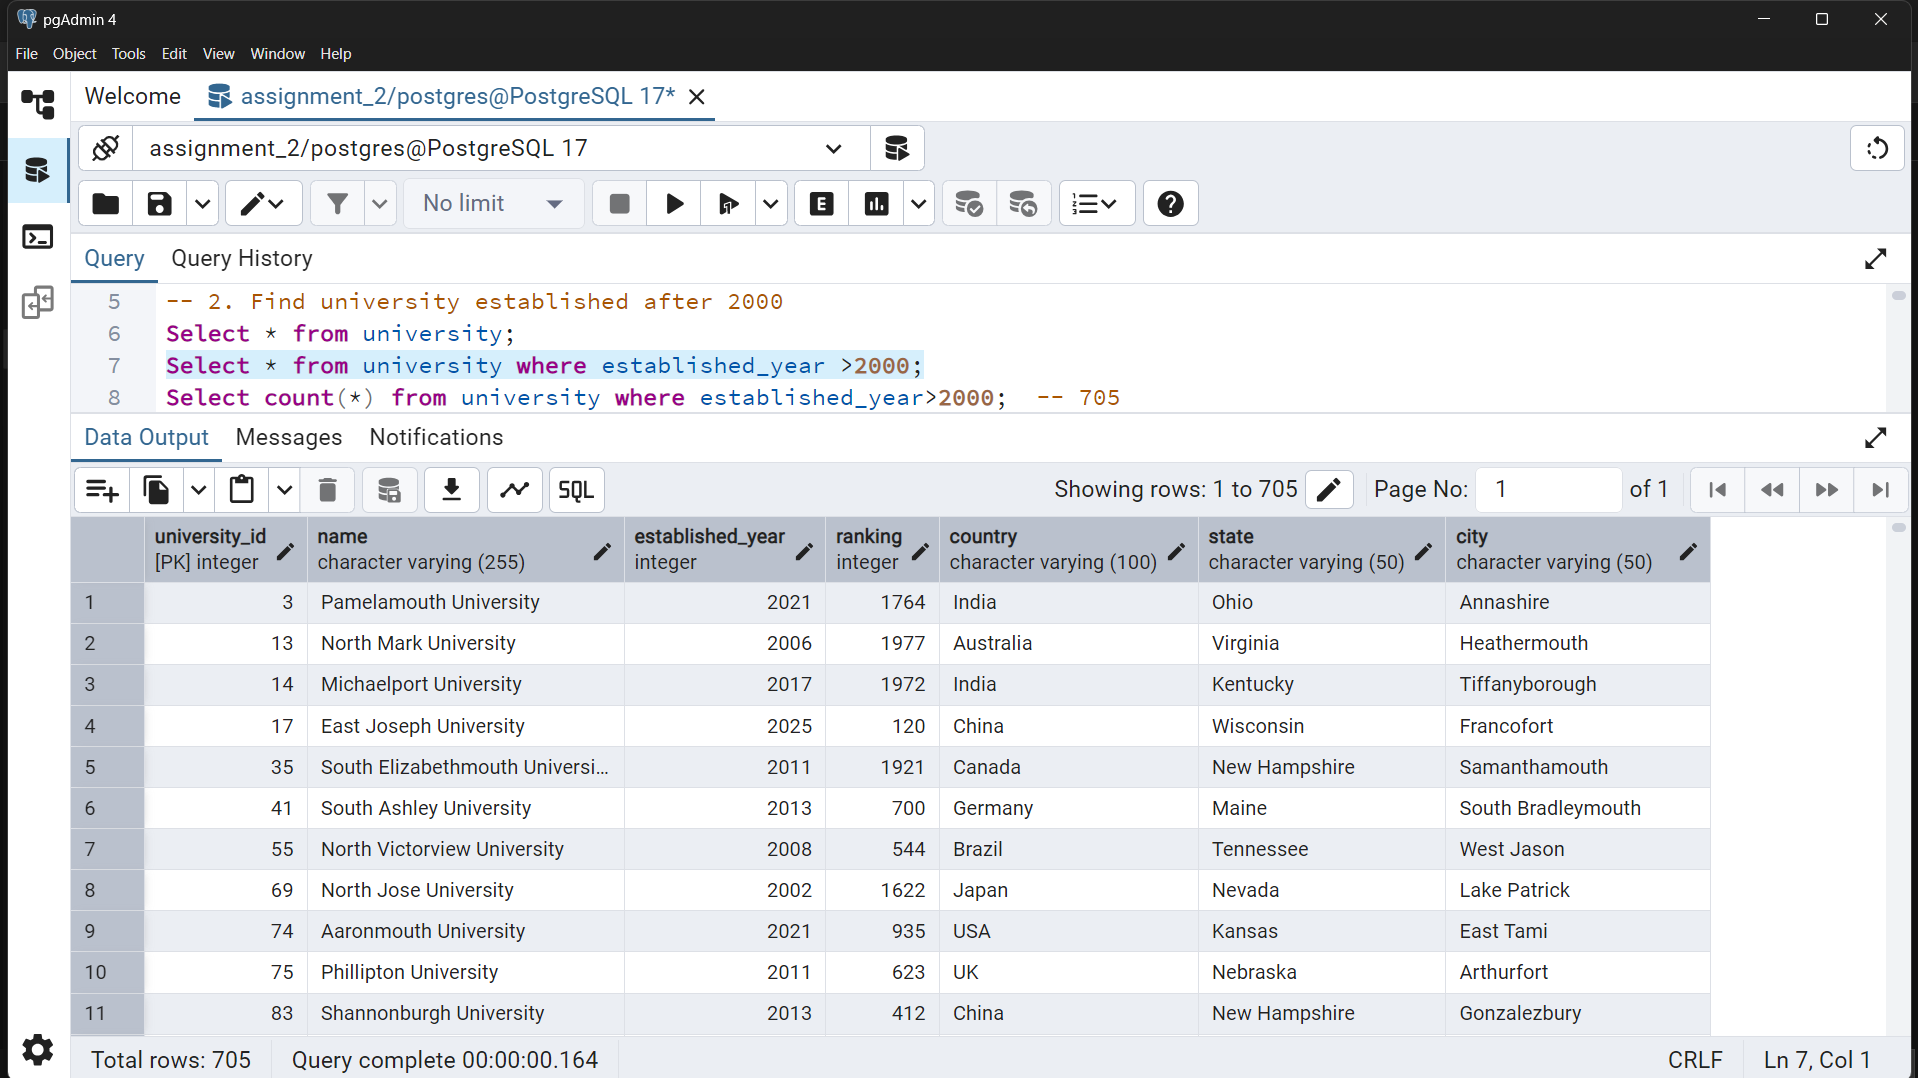 pgAdmin 4
File Object Tools Edit View Window Help
Welcome assignment_2/postgres@PostgreSQL 17*
assignment_2/postgres@PostgreSQL 17
No limit
E
Query Query History
5 -- 2. Find university established after 2000
6 Select * from university;
7 Select * from university where established_year >2000;
8 Select count(*) from university where established_year>2000;  -- 705
Data Output Messages Notifications
SQL Showing rows: 1 to 705 Page No: 1 of 1
university_id name established_year ranking country state city
[PK] integer character varying (255) integer integer character varying (100) character varying (50) character varying (50)
1 3 Pamelamouth University 2021 1764 India Ohio Annashire
2 13 North Mark University 2006 1977 Australia Virginia Heathermouth
3 14 Michaelport University 2017 1972 India Kentucky Tiffanyborough
4 17 East Joseph University 2025 120 China Wisconsin Francofort
5 35 South Elizabethmouth Universi... 2011 1921 Canada New Hampshire Samanthamouth
6 41 South Ashley University 2013 700 Germany Maine South Bradleymouth
7 55 North Victorview University 2008 544 Brazil Tennessee West Jason
8 69 North Jose University 2002 1622 Japan Nevada Lake Patrick
9 74 Aaronmouth University 2021 935 USA Kansas East Tami
10 75 Phillipton University 2011 623 UK Nebraska Arthurfort
11 83 Shannonburgh University 2013 412 China New Hampshire Gonzalezbury
Total rows: 705 Query complete 00:00:00.164 CRLF Ln 7, Col 1